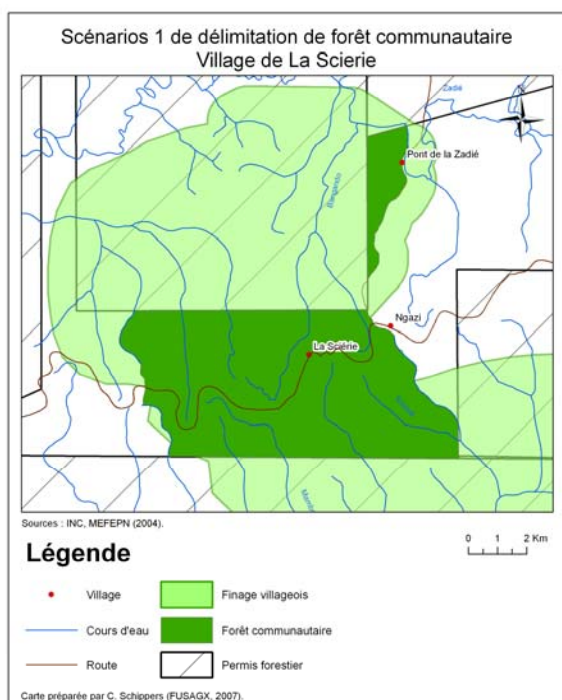 Scénarios 1 de délimitation de forêt communautaire
Village de La Scierie
Zadié
N
Pont de la Zadié
Bangando
Ngazi
La Sciérie
Sources : INC, MEFEPN (2004).
0 1 2 Km
Légende
Village
Finage villageois
Cours d'eau
Forêt communautaire
Route
Permis forestier
Carte préparée par C. Schippers (FUSAGX, 2007).